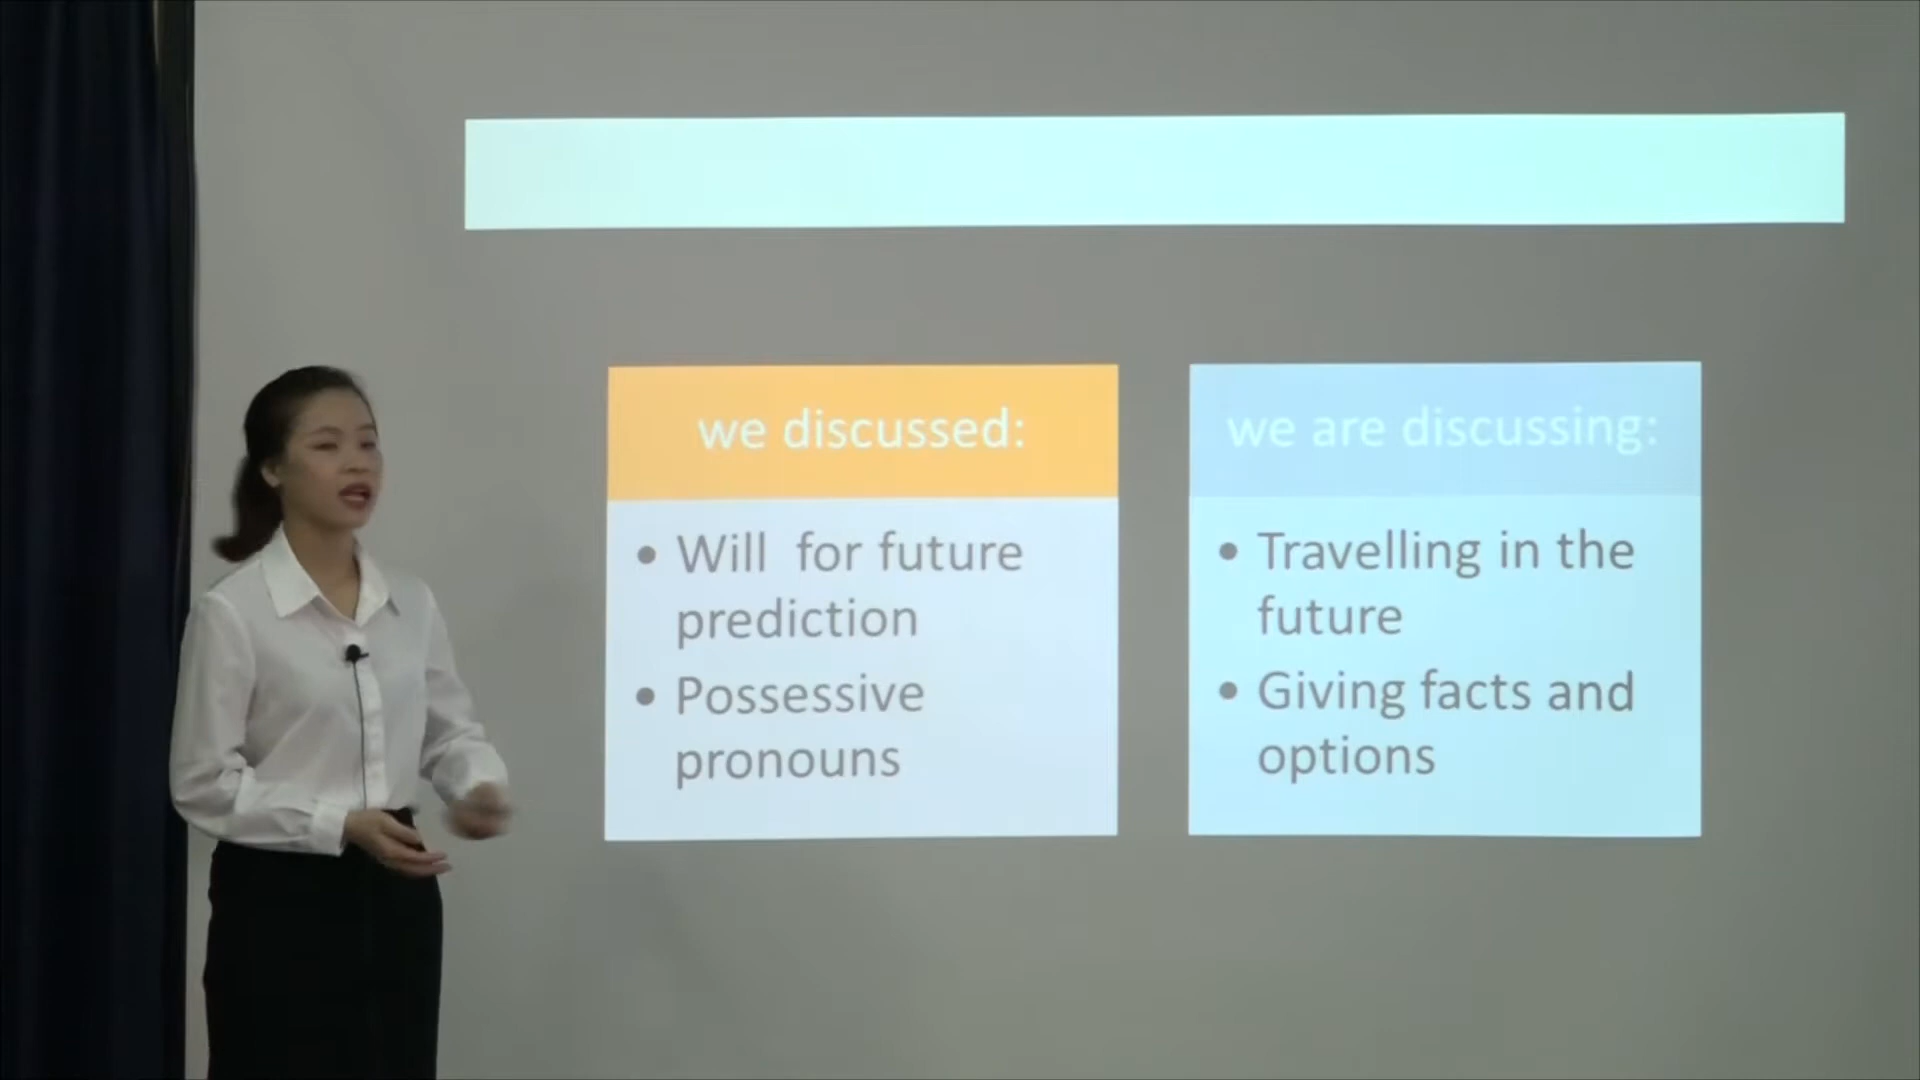 we discussed:
• Will for future
prediction
• Possessive
pronouns
we are discussing:
• Travelling in the
future
• Giving facts and
options